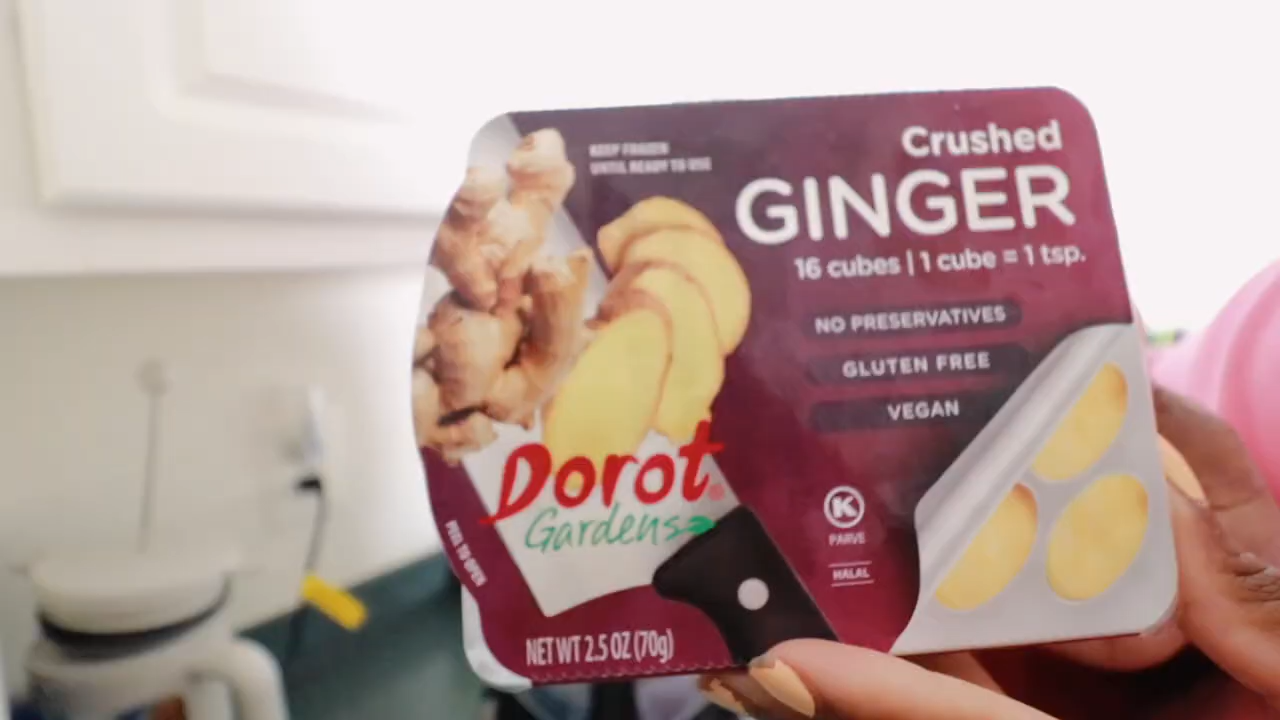 KEEP FROZEN
UNTIL READY TO USE
Crushed
GINGER
16 cubes | 1 cube = 1 tsp.
NO PRESERVATIVES
GLUTEN FREE
VEGAN
Dorot®
Gardens
K
PARVE
HALAL
PEEL TO OPEN
NET WT 2.5 OZ (70g)